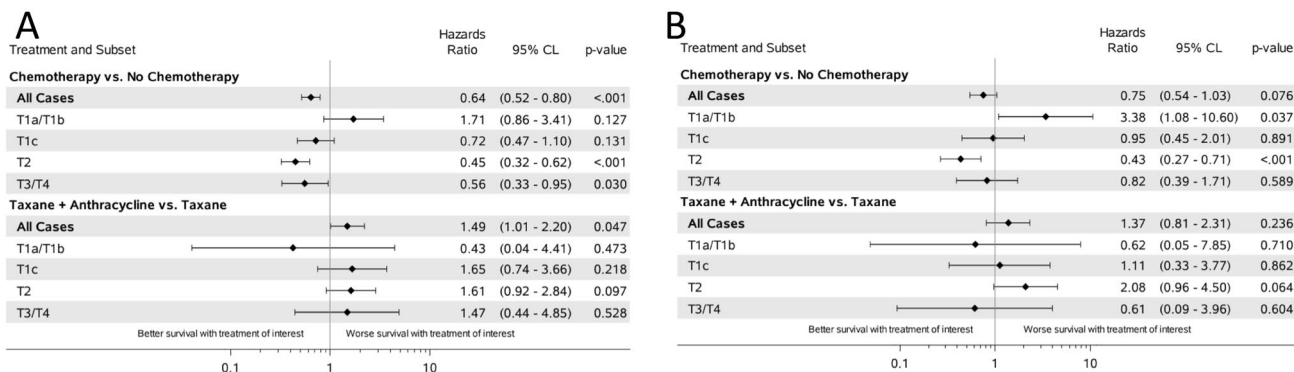 A
Hazards
Treatment and Subset Ratio 95% CL p-value
Chemotherapy vs. No Chemotherapy
All Cases 0.64 (0.52 - 0.80) <.001
T1a/T1b 1.71 (0.86 - 3.41) 0.127
T1c 0.72 (0.47 - 1.10) 0.131
T2 0.45 (0.32 - 0.62) <.001
T3/T4 0.56 (0.33 - 0.95) 0.030
Taxane + Anthracycline vs. Taxane
All Cases 1.49 (1.01 - 2.20) 0.047
T1a/T1b 0.43 (0.04 - 4.41) 0.473
T1c 1.65 (0.74 - 3.66) 0.218
T2 1.61 (0.92 - 2.84) 0.097
T3/T4 1.47 (0.44 - 4.85) 0.528
Better survival with treatment of interest Worse survival with treatment of interest
0.1 1 10
B
Hazards
Treatment and Subset Ratio 95% CL p-value
Chemotherapy vs. No Chemotherapy
All Cases 0.75 (0.54 - 1.03) 0.076
T1a/T1b 3.38 (1.08 - 10.60) 0.037
T1c 0.95 (0.45 - 2.01) 0.891
T2 0.43 (0.27 - 0.71) <.001
T3/T4 0.82 (0.39 - 1.71) 0.589
Taxane + Anthracycline vs. Taxane
All Cases 1.37 (0.81 - 2.31) 0.236
T1a/T1b 0.62 (0.05 - 7.85) 0.710
T1c 1.11 (0.33 - 3.77) 0.862
T2 2.08 (0.96 - 4.50) 0.064
T3/T4 0.61 (0.09 - 3.96) 0.604
Better survival with treatment of interest Worse survival with treatment of interest
0.1 1 10